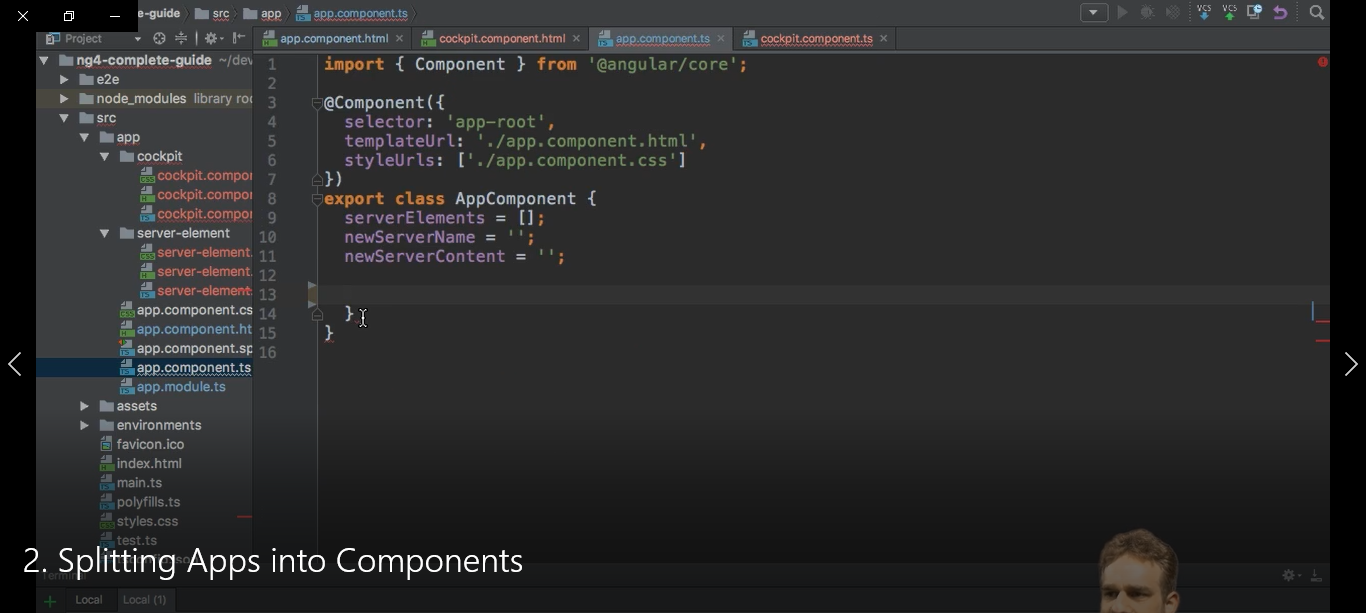 e-guide src app app.component.ts VCS VCS
Project
app.component.html cockpit.component.html app.component.ts cockpit.component.ts
ng4-complete-guide ~/dev
e2e
node_modules library roo
src
app
cockpit
cockpit.compo
cockpit.compo
cockpit.compo
server-element
server-element
server-element
server-element
app.component.cs
app.component.ht
app.component.sp
app.component.ts
app.module.ts
assets
environments
favicon.ico
index.html
main.ts
polyfills.ts
styles.css
test.ts
1 import { Component } from '@angular/core';
2
3 @Component({
4 selector: 'app-root',
5 templateUrl: './app.component.html',
6 styleUrls: ['./app.component.css']
7 })
8 export class AppComponent {
9 serverElements = [];
10 newServerName = '';
11 newServerContent = '';
12
13
14 }
15 }
16
2. Splitting Apps into Components
Terminal
Local Local (1)